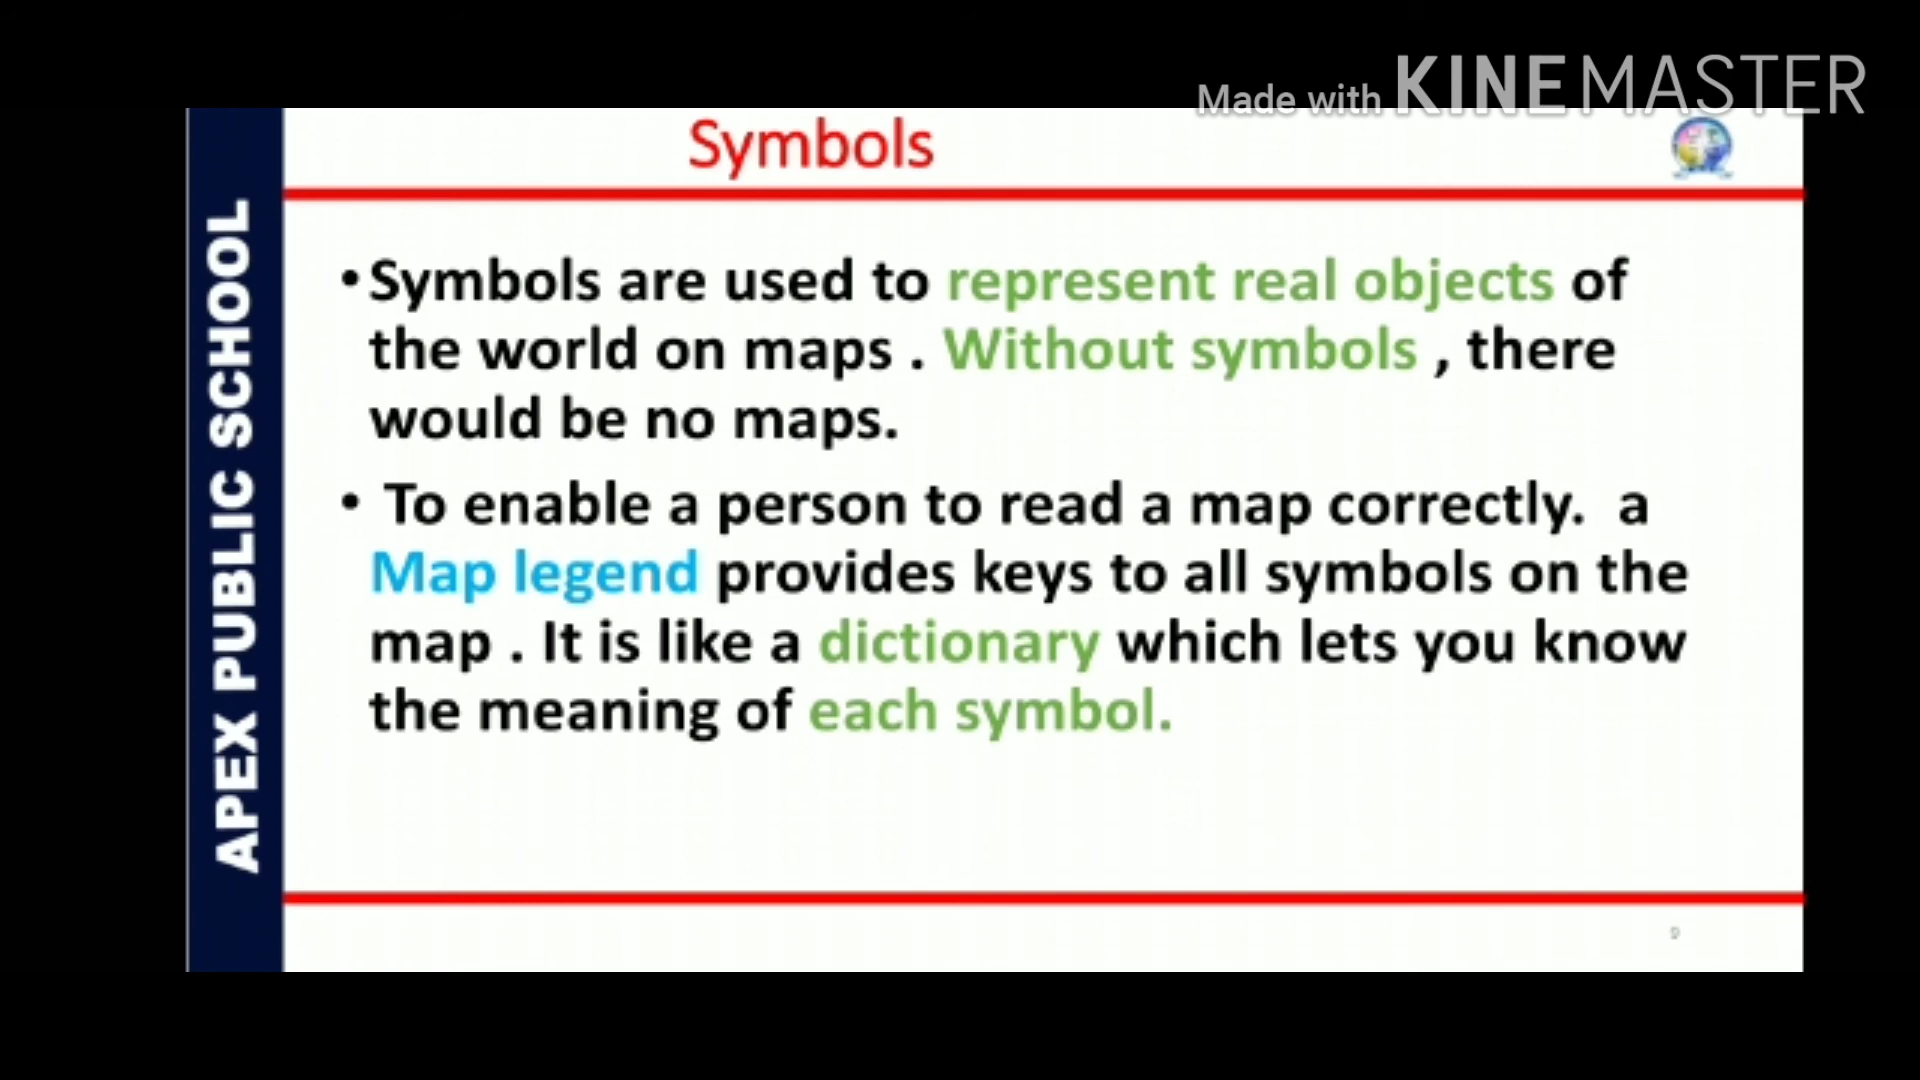 Made with KINEMASTER
Symbols
APEX PUBLIC SCHOOL
•Symbols are used to represent real objects of
the world on maps . Without symbols , there
would be no maps.
• To enable a person to read a map correctly.  a
Map legend provides keys to all symbols on the
map . It is like a dictionary which lets you know
the meaning of each symbol.
9